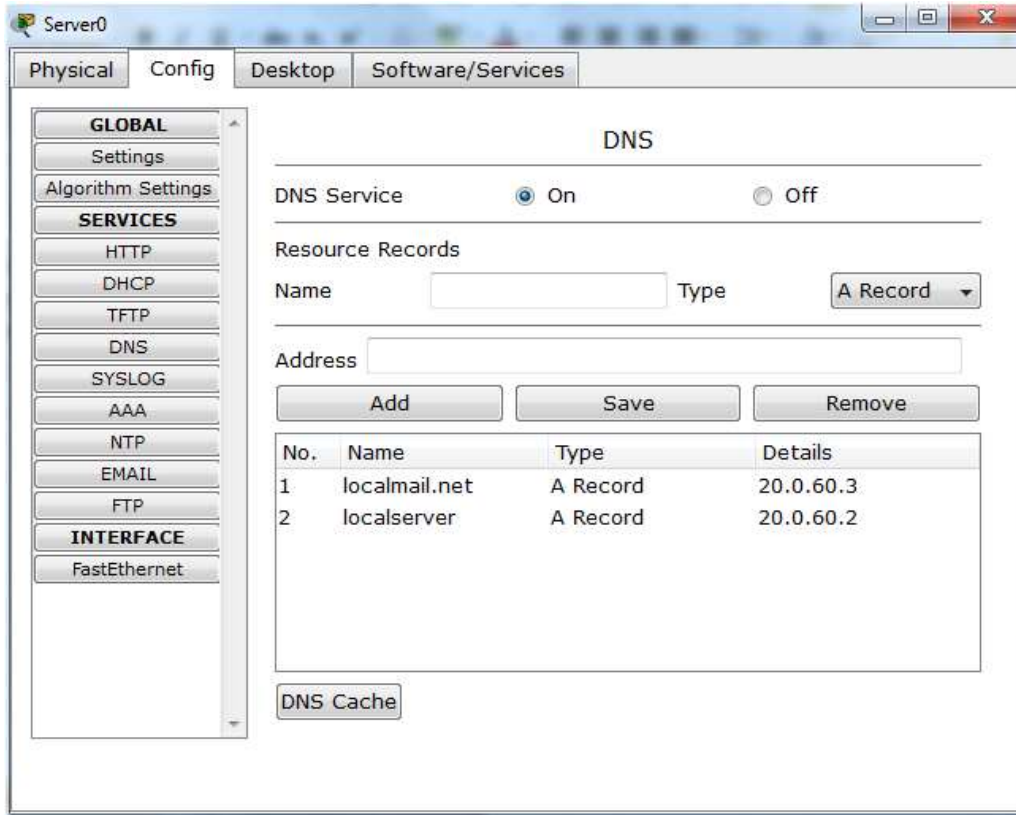 Server0
Physical Config Desktop Software/Services
GLOBAL
Settings
Algorithm Settings
SERVICES
HTTP
DHCP
TFTP
DNS
SYSLOG
AAA
NTP
EMAIL
FTP
INTERFACE
FastEthernet
DNS
DNS Service On Off
Resource Records
Name Type A Record
Address
Add Save Remove
No. Name Type Details
1 localmail.net A Record 20.0.60.3
2 localserver A Record 20.0.60.2
DNS Cache